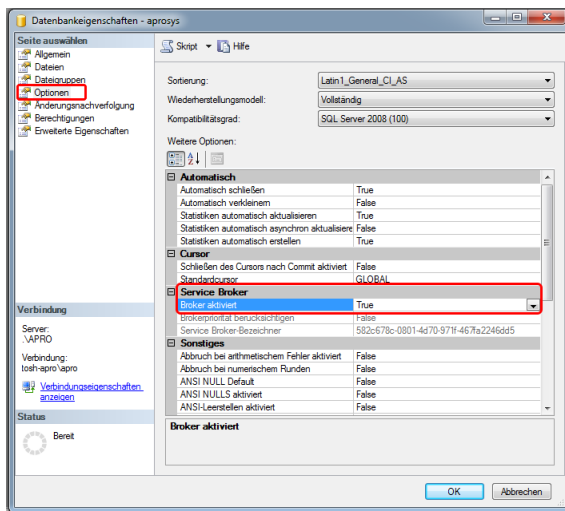 Datenbankeigenschaften - aprosys
Seite auswählen
Allgemein
Dateien
Dateigruppen
Optionen
Änderungsnachverfolgung
Berechtigungen
Erweiterte Eigenschaften
Skript Hilfe
Sortierung: Latin1_General_CI_AS
Wiederherstellungsmodell: Vollständig
Kompatibilitätsgrad: SQL Server 2008 (100)
Weitere Optionen:
Automatisch
Automatisch schließen True
Automatisch verkleinern False
Statistiken automatisch aktualisieren True
Statistiken automatisch asynchron aktualisiere False
Statistiken automatisch erstellen True
Cursor
Schließen des Cursors nach Commit aktiviert False
Standardcursor GLOBAL
Service Broker
Broker aktiviert True
Brokerpriorität berücksichtigen False
Service Broker-Bezeichner 582c678c-0801-4d70-971f-467fa2246dd5
Sonstiges
Abbruch bei arithmetischem Fehler aktiviert False
Abbruch bei numerischem Runden False
ANSI NULL Default False
ANSI NULLS aktiviert False
ANSI-Leerstellen aktiviert False
Broker aktiviert
Verbindung
Server:
.\APRO
Verbindung:
tosh-apro\apro
Verbindungseigenschaften
anzeigen
Status
Bereit
OK Abbrechen